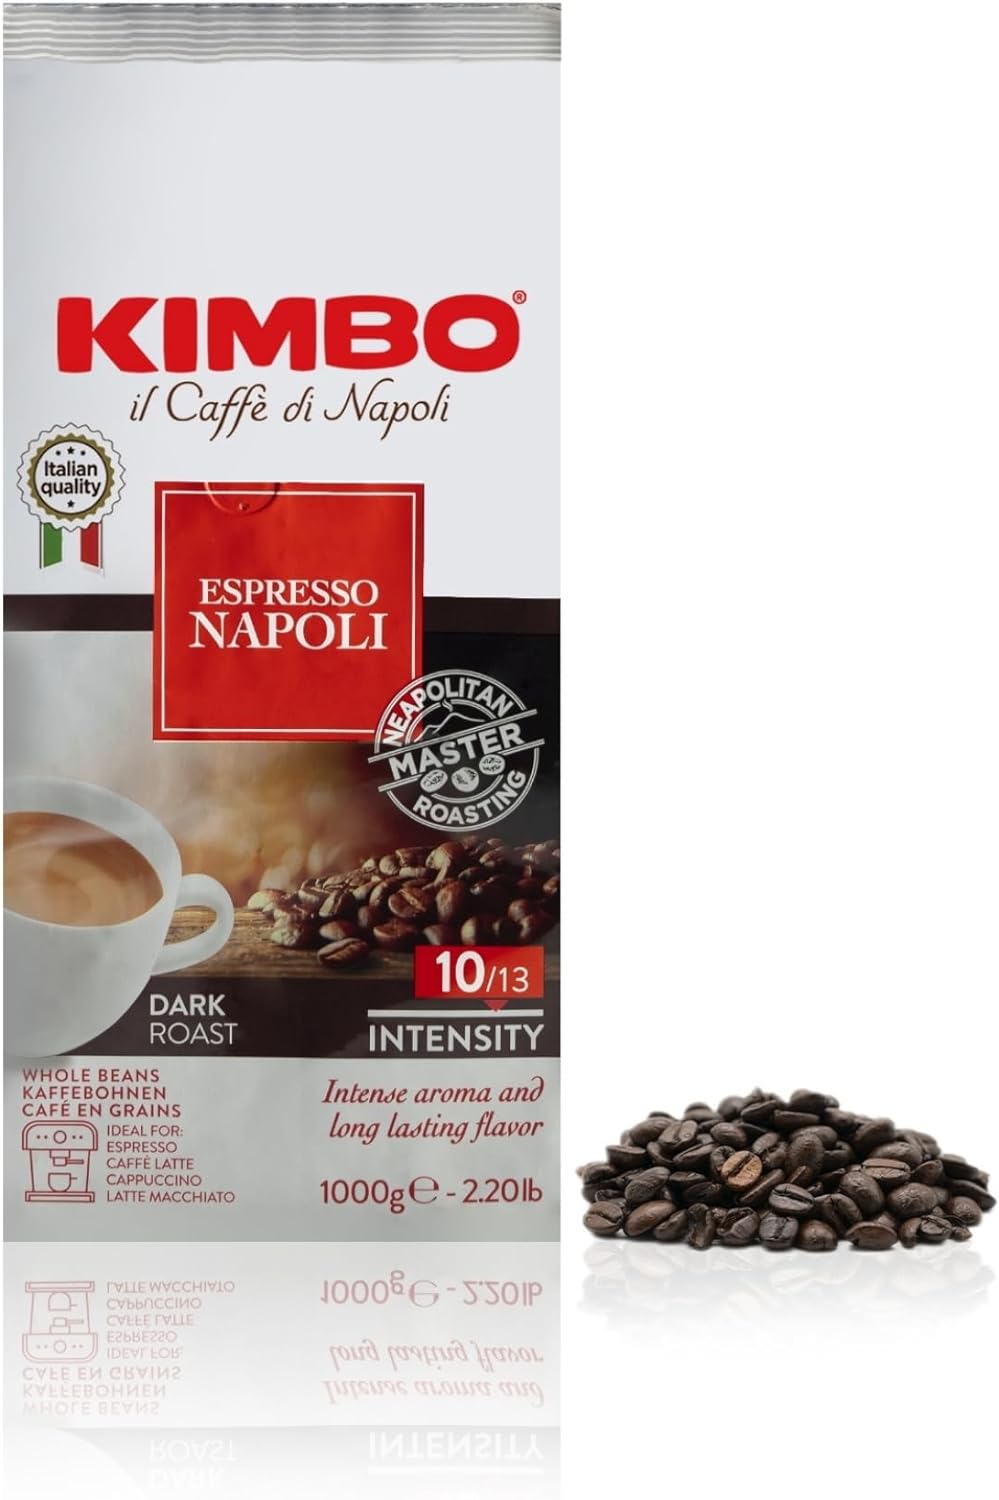 KIMBO®
il Caffè di Napoli
Italian
quality
ESPRESSO
NAPOLI
NEAPOLITAN
MASTER
ROASTING
10/13
INTENSITY
DARK
ROAST
WHOLE BEANS
KAFFEBOHNEN
CAFÉ EN GRAINS
IDEAL FOR:
ESPRESSO
CAFFÈ LATTE
CAPPUCCINO
LATTE MACCHIATO
Intense aroma and
long lasting flavor
1000g℮ - 2.20lb